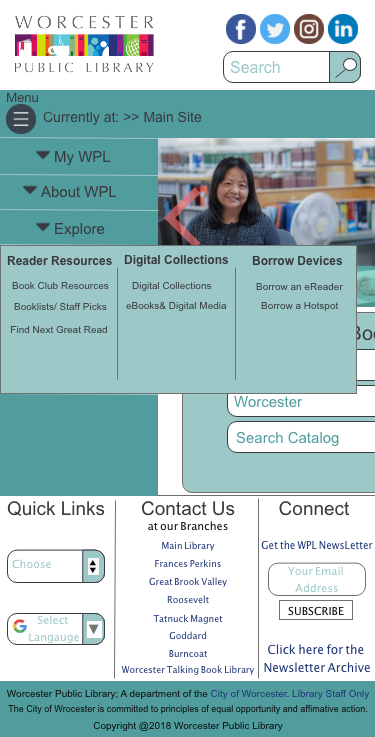 WORCESTER
PUBLIC LIBRARY
Search
Menu
Currently at: >> Main Site
My WPL
About WPL
Explore
Reader Resources
Book Club Resources
Booklists/ Staff Picks
Find Next Great Read
Digital Collections
Digital Collections
eBooks& Digital Media
Borrow Devices
Borrow an eReader
Borrow a Hotspot
Worcester
Search Catalog
Quick Links
Choose
Select
Langauge
Contact Us
at our Branches
Main Library
Frances Perkins
Great Brook Valley
Roosevelt
Tatnuck Magnet
Goddard
Burncoat
Worcester Talking Book Library
Connect
Get the WPL NewsLetter
Your Email
Address
SUBSCRIBE
Click here for the
Newsletter Archive
Worcester Public Library; A department of the City of Worcester. Library Staff Only
The City of Wrocester is committed to principles of equal opportunity and affimative action.
Copyright @2018 Worcester Public Library